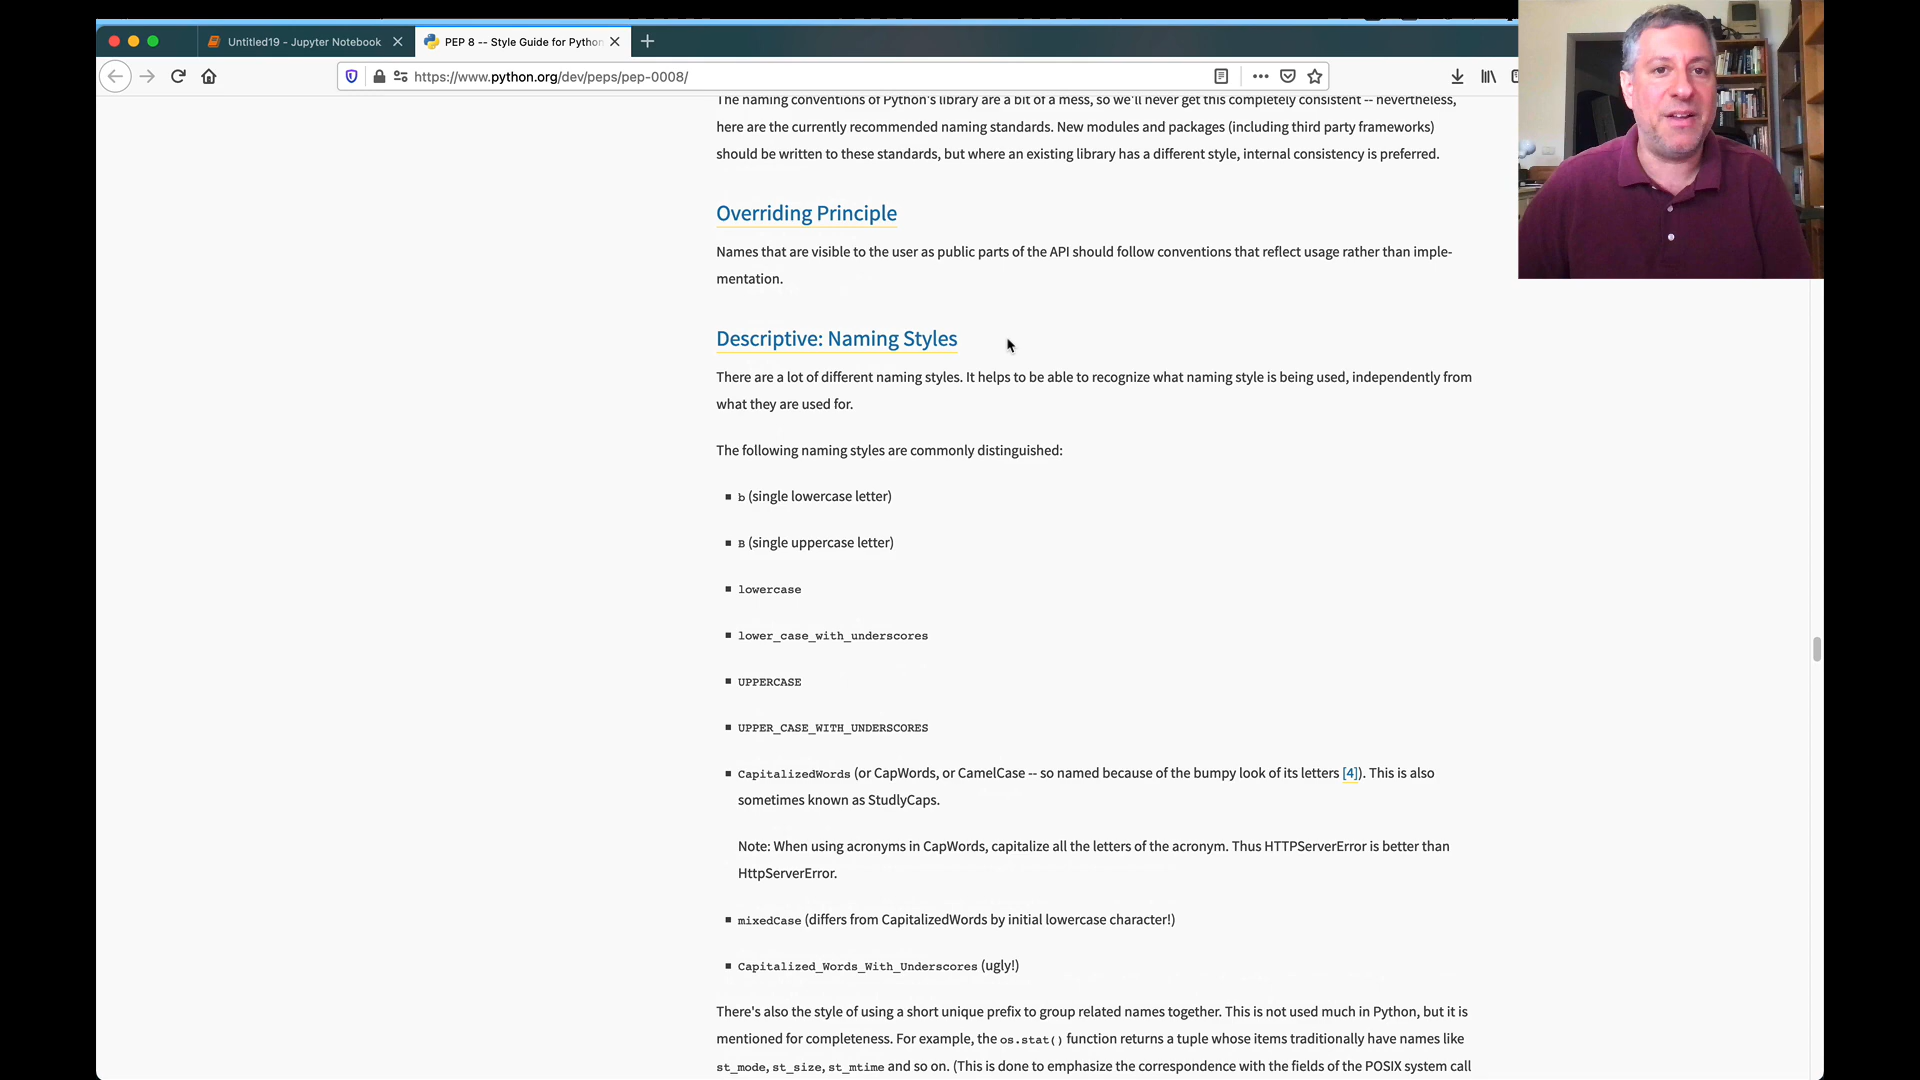 Untitled19 - Jupyter Notebook
PEP 8 -- Style Guide for Python
https://www.python.org/dev/peps/pep-0008/
The naming conventions of Python's library are a bit of a mess, so we'll never get this completely consistent -- nevertheless,
here are the currently recommended naming standards. New modules and packages (including third party frameworks)
should be written to these standards, but where an existing library has a different style, internal consistency is preferred.
Overriding Principle
Names that are visible to the user as public parts of the API should follow conventions that reflect usage rather than imple-
mentation.
Descriptive: Naming Styles
There are a lot of different naming styles. It helps to be able to recognize what naming style is being used, independently from
what they are used for.
The following naming styles are commonly distinguished:
▪ b (single lowercase letter)
▪ B (single uppercase letter)
▪ lowercase
▪ lower_case_with_underscores
▪ UPPERCASE
▪ UPPER_CASE_WITH_UNDERSCORES
▪ CapitalizedWords (or CapWords, or CamelCase -- so named because of the bumpy look of its letters [4]). This is also
sometimes known as StudlyCaps.
Note: When using acronyms in CapWords, capitalize all the letters of the acronym. Thus HTTPServerError is better than
HttpServerError.
▪ mixedCase (differs from CapitalizedWords by initial lowercase character!)
▪ Capitalized_Words_With_Underscores (ugly!)
There's also the style of using a short unique prefix to group related names together. This is not used much in Python, but it is
mentioned for completeness. For example, the os.stat() function returns a tuple whose items traditionally have names like
st_mode, st_size, st_mtime and so on. (This is done to emphasize the correspondence with the fields of the POSIX system call